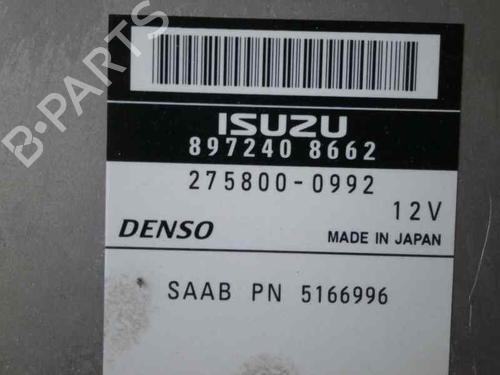 ISUZU
897240 8662
275800-0992
12V
DENSO
MADE IN JAPAN
SAAB PN 5166996
B-PARTS